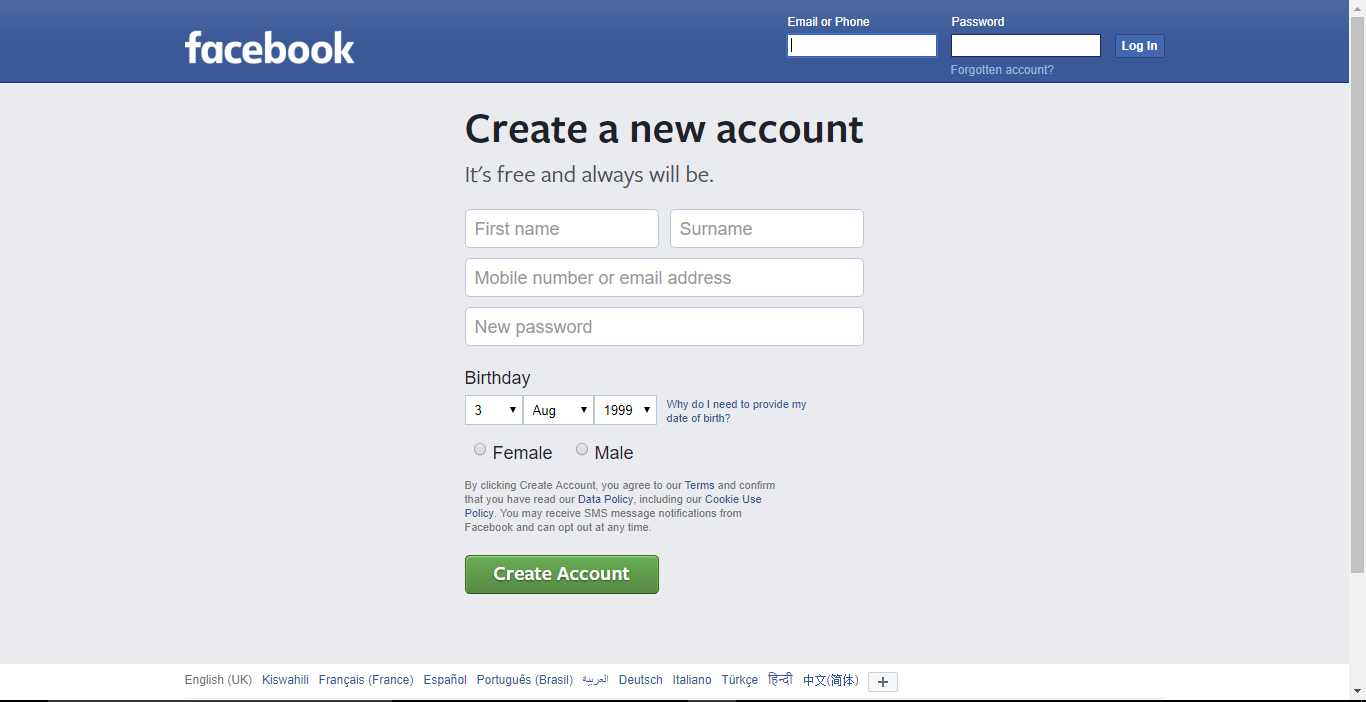 facebook
Email or Phone
Password
Log In
Forgotten account?
Create a new account
It's free and always will be.
First name
Surname
Mobile number or email address
New password
Birthday
3 Aug 1999
Why do I need to provide my
date of birth?
Female Male
By clicking Create Account, you agree to our Terms and confirm
that you have read our Data Policy, including our Cookie Use
Policy. You may receive SMS message notifications from
Facebook and can opt out at any time.
Create Account
English (UK) Kiswahili Français (France) Español Português (Brasil) العربية Deutsch Italiano Türkçe हिन्दी 中文(简体) +